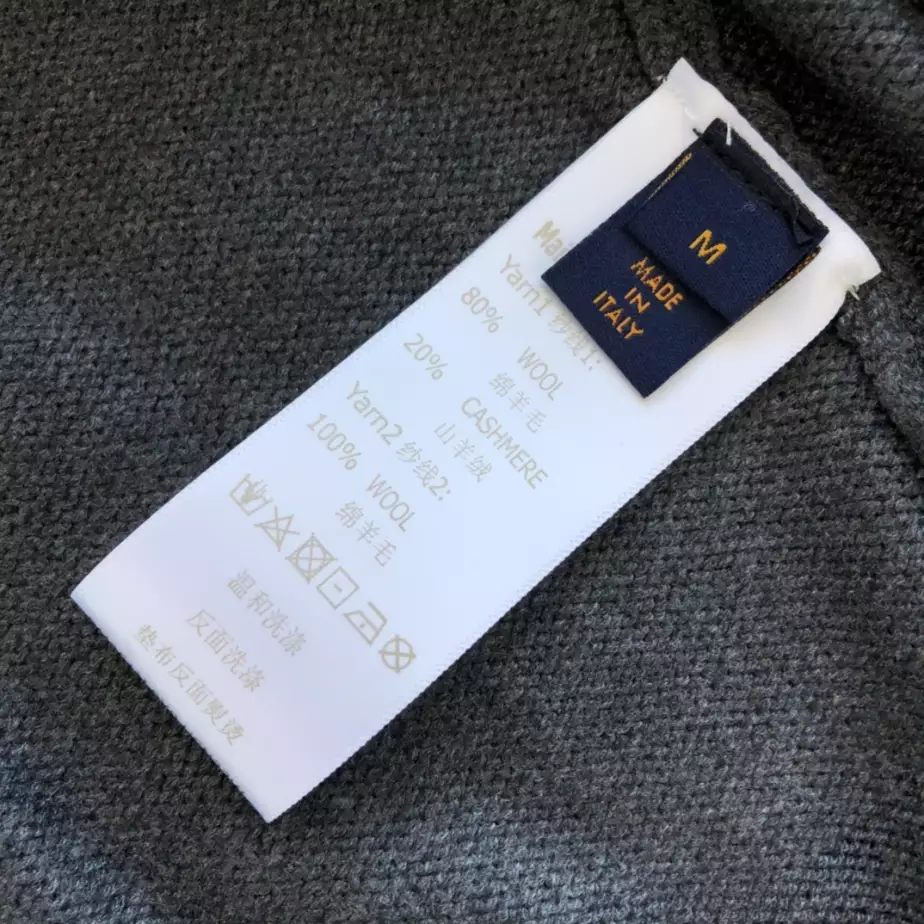 M
MADE
IN
ITALY
Mai
Yarn1 纱线1:
80% WOOL
绵羊毛
20% CASHMERE
山羊绒
Yarn2 纱线2:
100% WOOL
绵羊毛
温和洗涤
反面洗涤
垫布反面熨烫